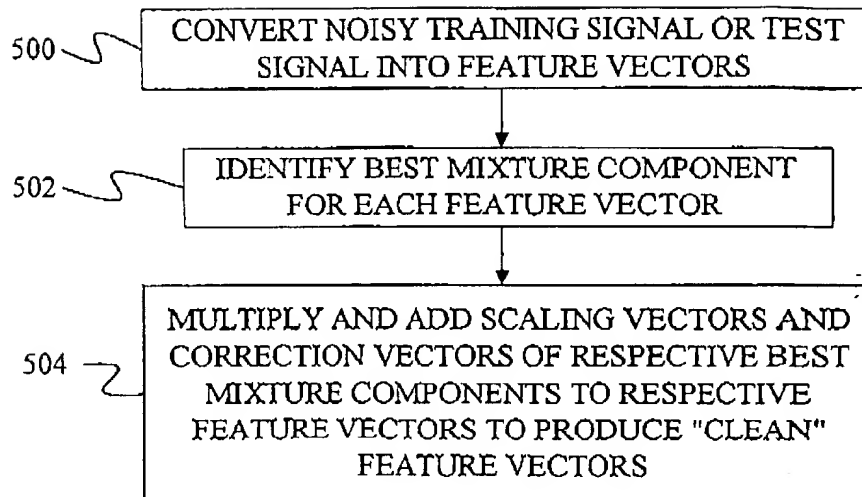 500
CONVERT NOISY TRAINING SIGNAL OR TEST
SIGNAL INTO FEATURE VECTORS
502
IDENTIFY BEST MIXTURE COMPONENT
FOR EACH FEATURE VECTOR
504
MULTIPLY AND ADD SCALING VECTORS AND
CORRECTION VECTORS OF RESPECTIVE BEST
MIXTURE COMPONENTS TO RESPECTIVE
FEATURE VECTORS TO PRODUCE "CLEAN"
FEATURE VECTORS